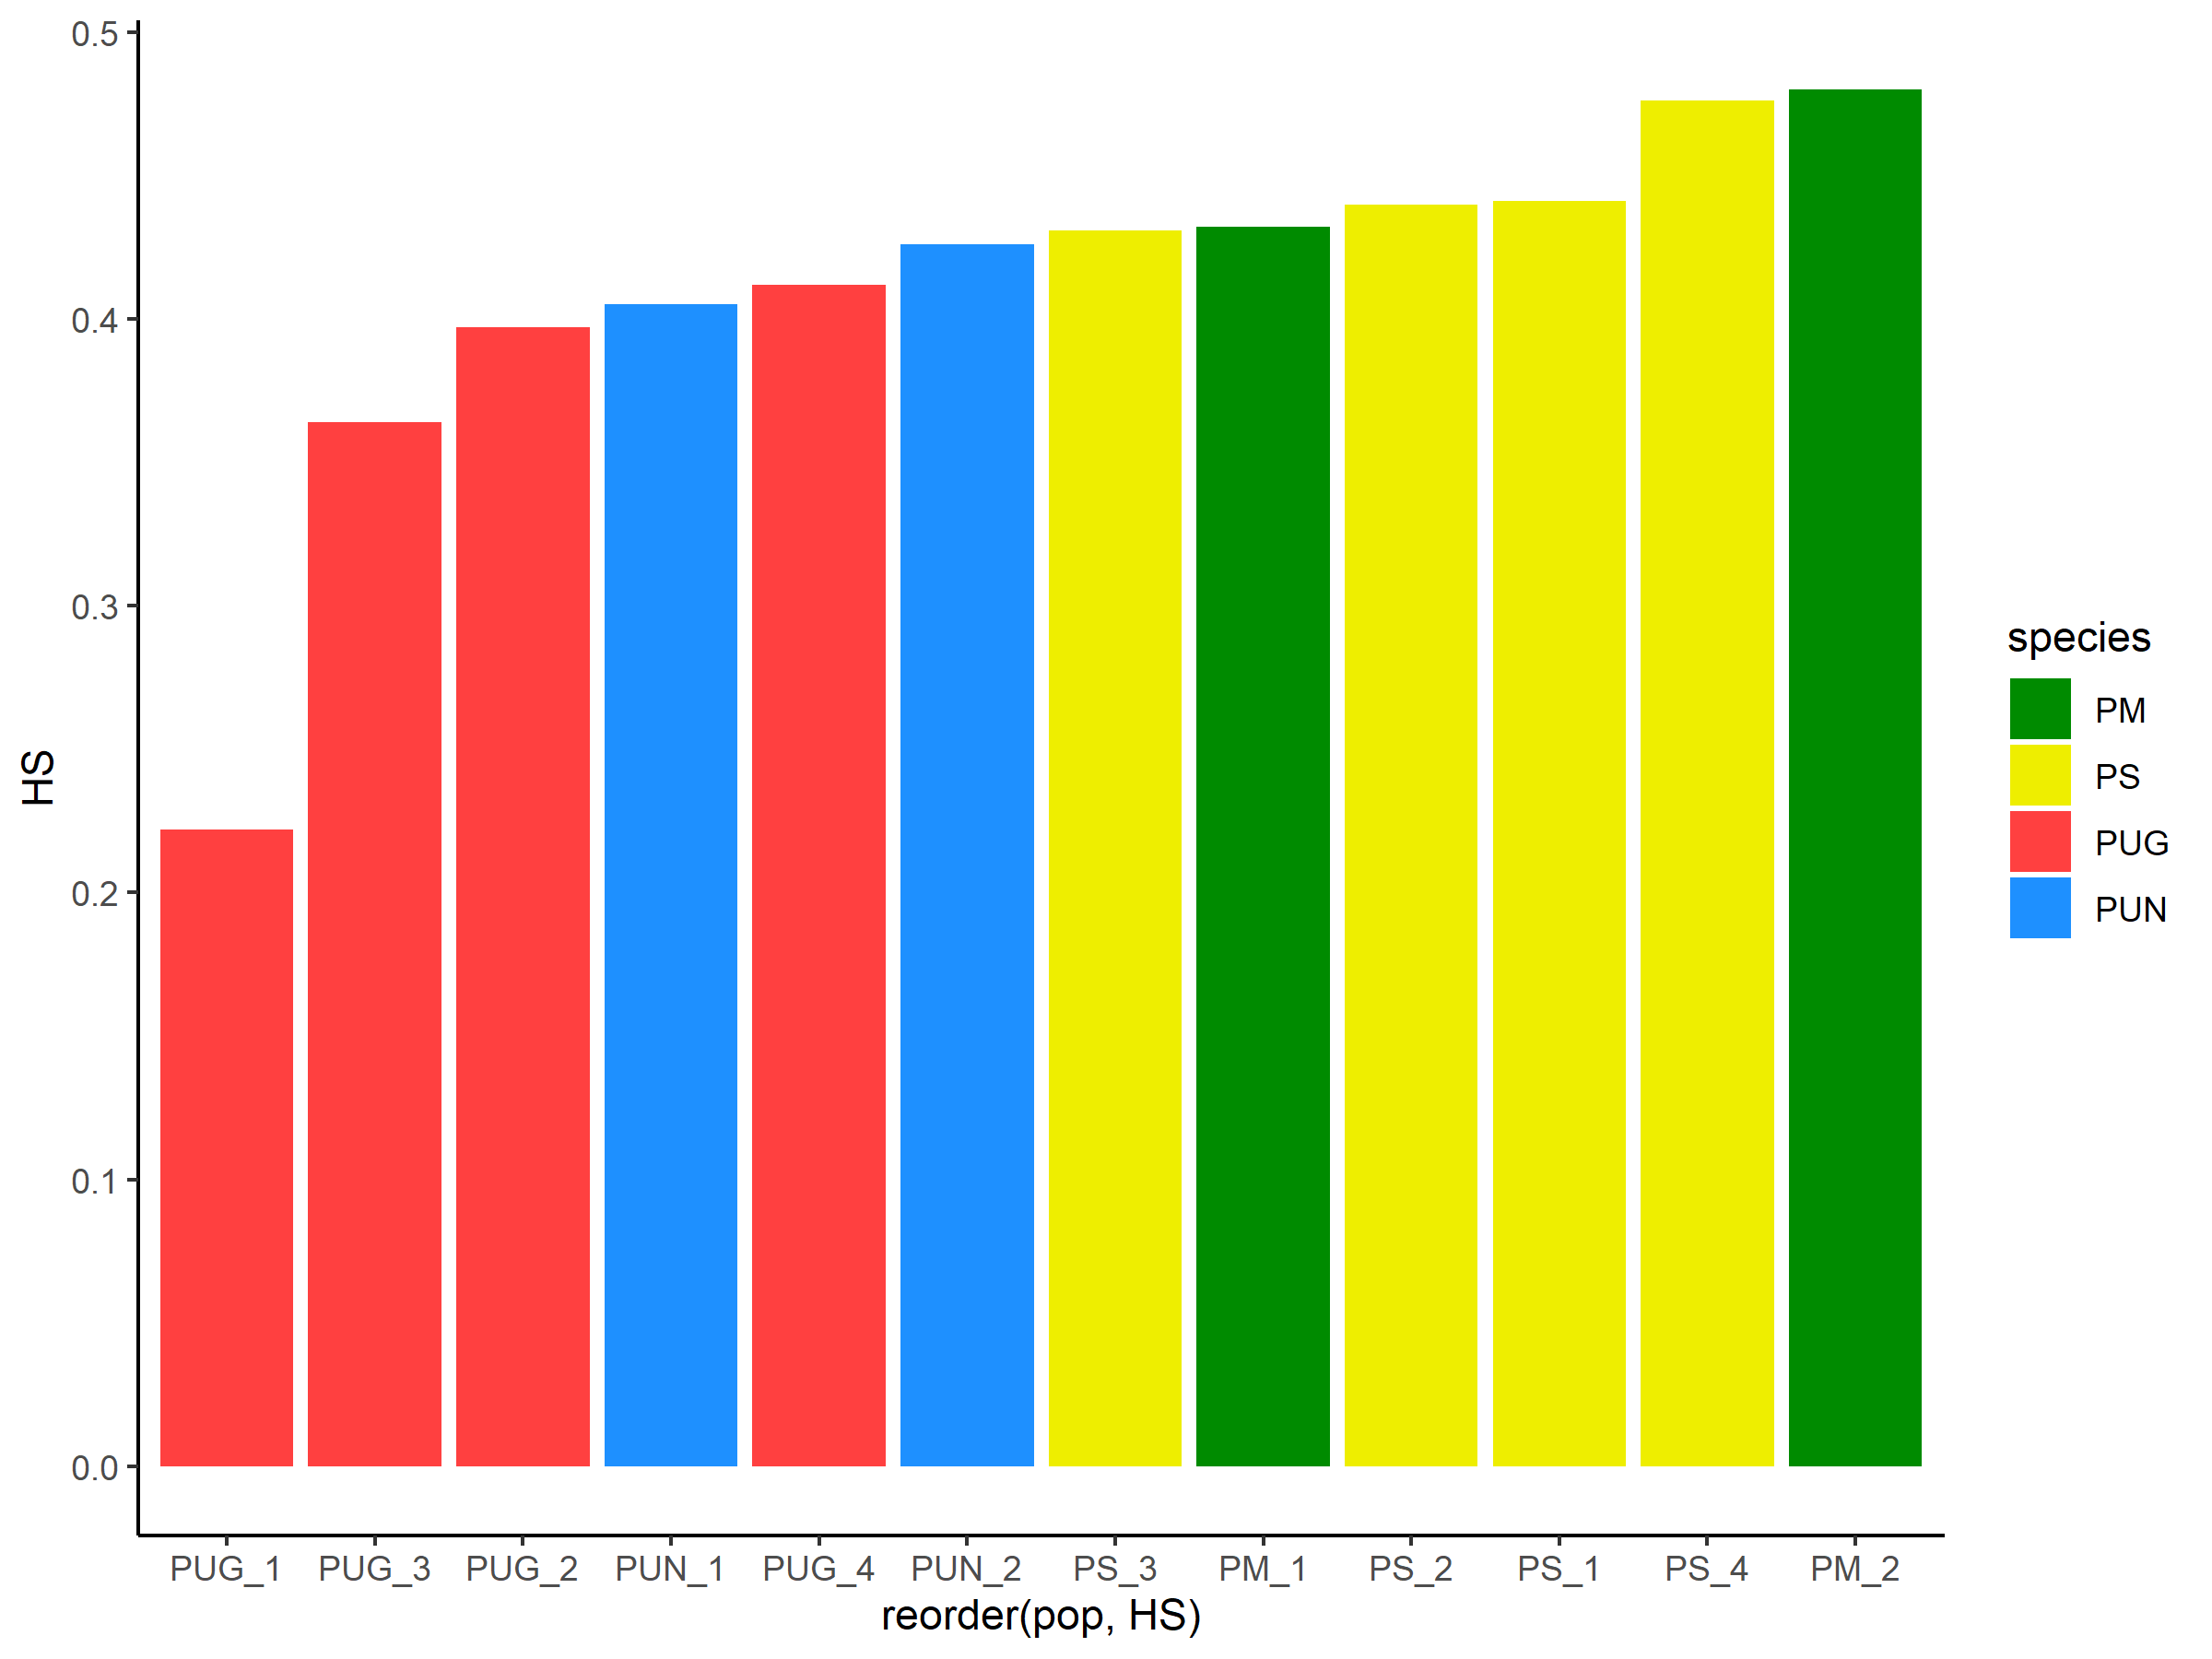 0.5
0.4
0.3
0.2
0.1
0.0
HS
PUG_1 PUG_3 PUG_2 PUN_1 PUG_4 PUN_2 PS_3 PM_1 PS_2 PS_1 PS_4 PM_2
reorder(pop, HS)
species
PM
PS
PUG
PUN